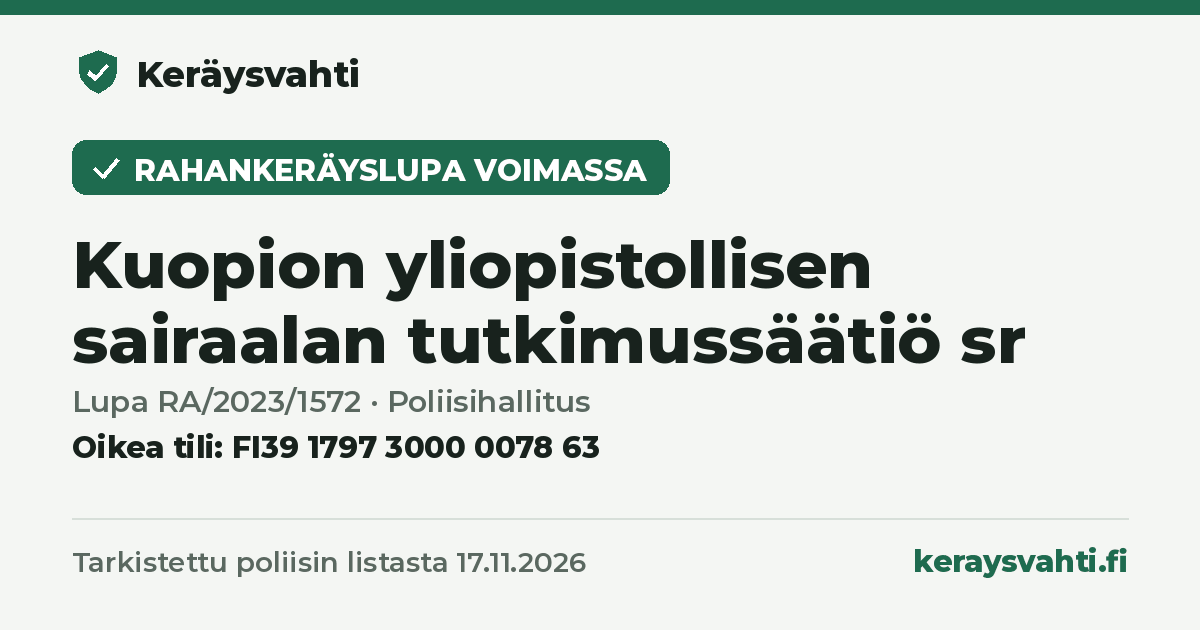 Keräysvahti
RAHANKERÄYSLUPA VOIMASSA
Kuopion yliopistollisen
sairaalan tutkimussäätiö sr
Lupa RA/2023/1572 · Poliisihallitus
Oikea tili: FI39 1797 3000 0078 63
Tarkistettu poliisin listasta 17.11.2026
keraysvahti.fi